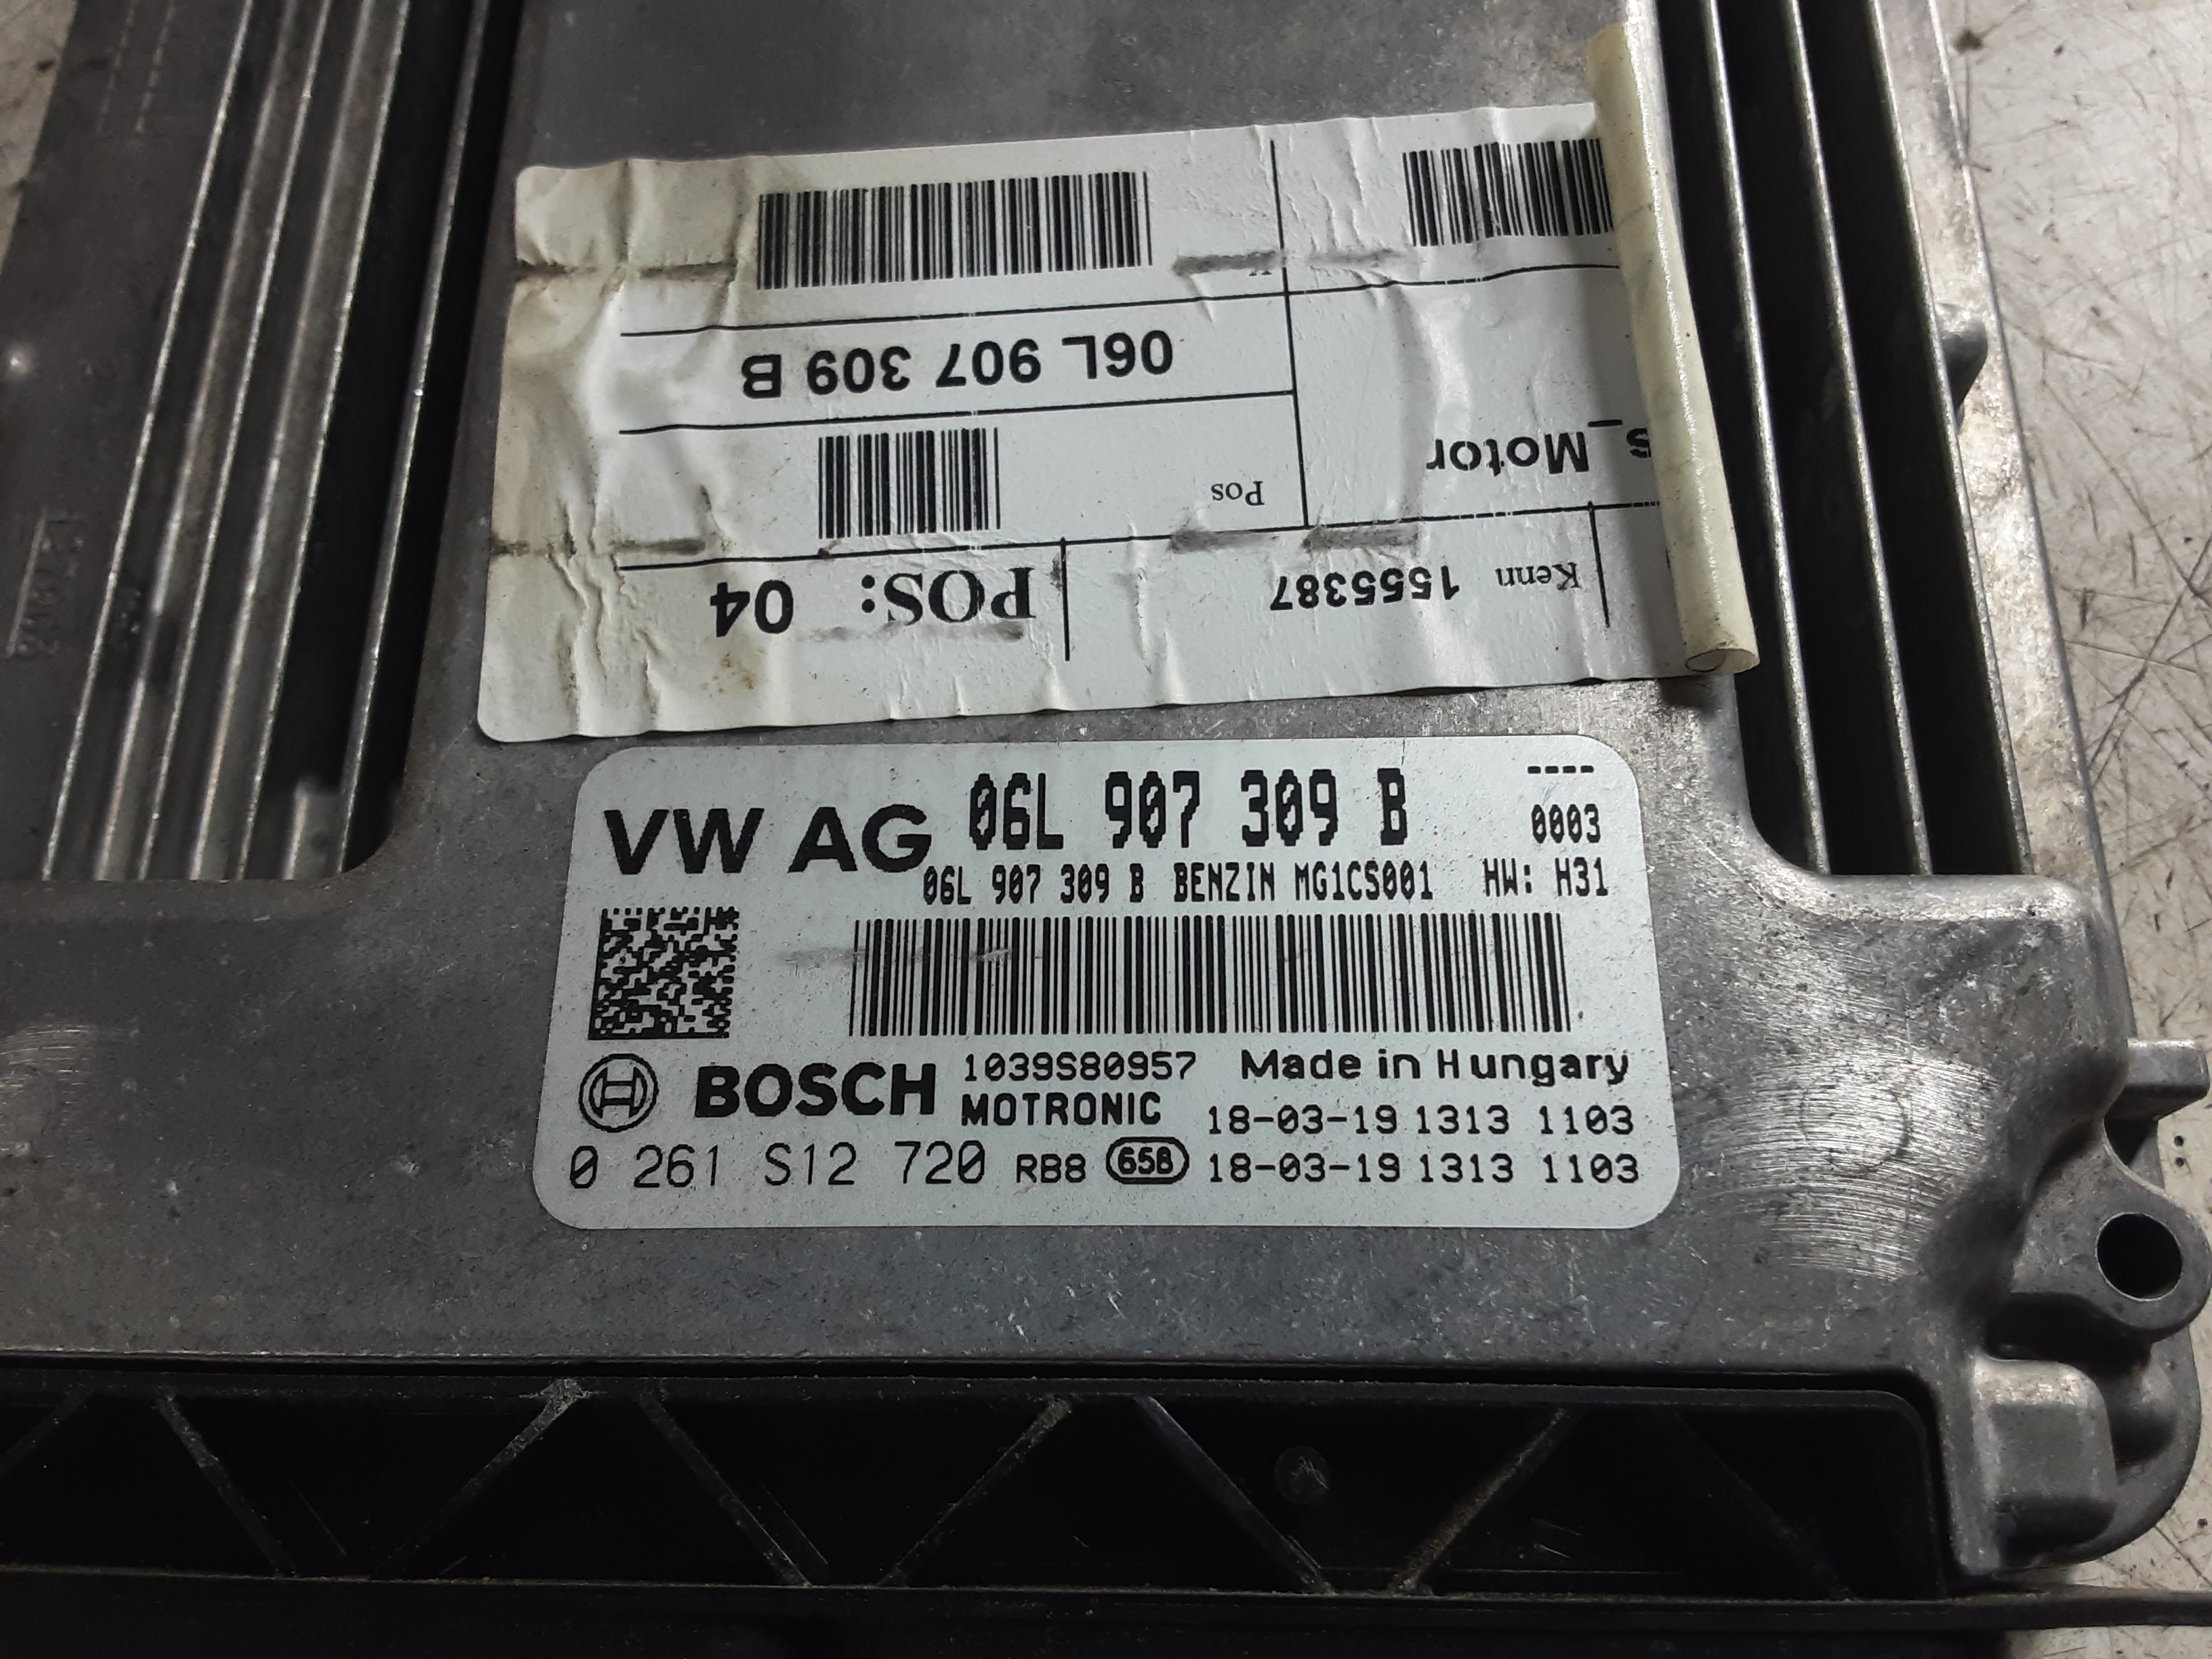 06L 907 309 B
Pos
s_Motor
POS: 04
Kenn 1555387
VW AG 06L 907 309 B ----
0003
06L 907 309 B BENZIN MG1CS001 HW: H31
BOSCH 1039S80957 Made in Hungary
MOTRONIC 18-03-19 1313 1103
0 261 S12 720 RB8 658 18-03-19 1313 1103